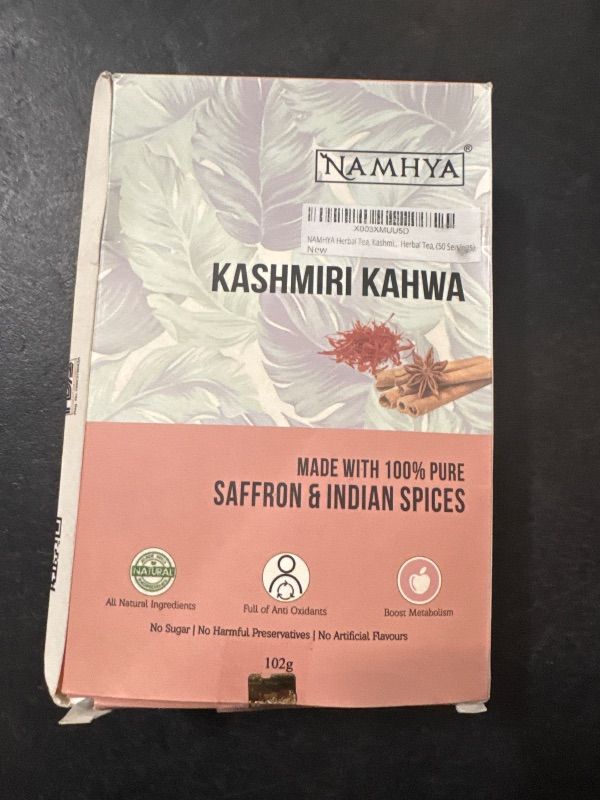 NAMHYA®
X003XMUU5D
NAMHYA Herbal Tea, Kashmi... Herbal Tea, (50 Servings)
New
KASHMIRI KAHWA
MADE WITH 100% PURE
SAFFRON & INDIAN SPICES
NATURAL
All Natural Ingredients
Full of Anti Oxidants
Boost Metabolism
No Sugar | No Harmful Preservatives | No Artificial Flavours
102g